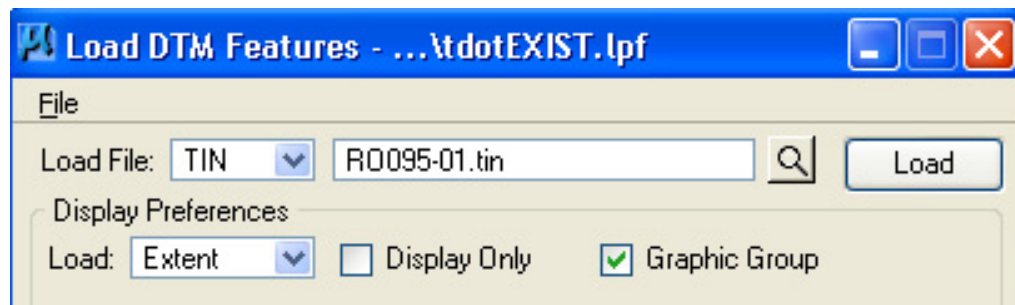 Load DTM Features - ...\tdotEXIST.lpf
File
Load File: TIN RO095-01.tin Load
Display Preferences
Load: Extent Display Only Graphic Group